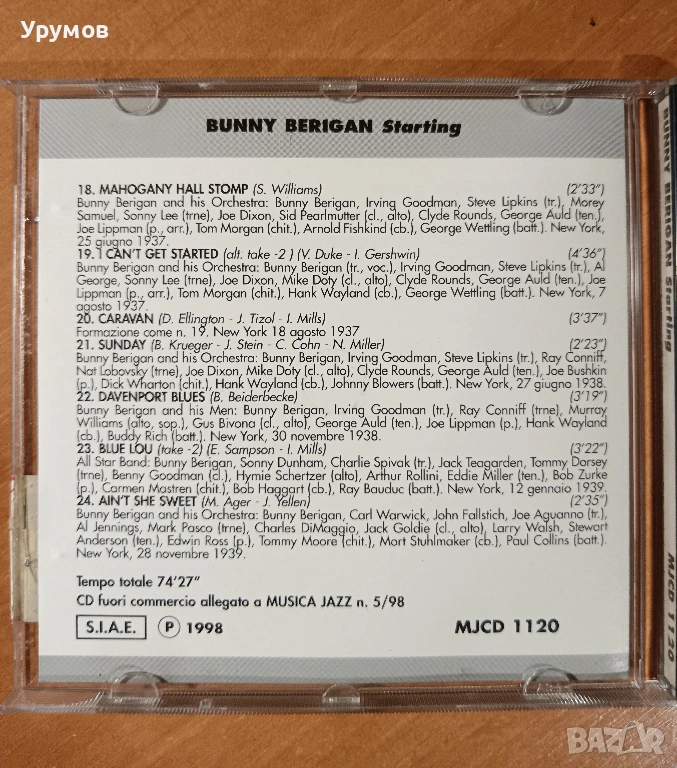 Урумов
BUNNY BERIGAN Starting
18. MAHOGANY HALL STOMP (S. Williams) (2'33")
Bunny Berigan and his Orchestra: Bunny Berigan, Irving Goodman, Steve Lipkins (tr.), Morey
Samuel, Sonny Lee (trne), Joe Dixon, Sid Pearlmutter (cl., alto), Clyde Rounds, George Auld (ten.),
Joe Lippman (p., arr.), Tom Morgan (chit.), Arnold Fishkind (cb.), George Wettling (batt.). New York,
25 giugno 1937.
19. I CAN'T GET STARTED (alt. take -2 ) (V. Duke - I. Gershwin) (4'36")
Bunny Berigan and his Orchestra: Bunny Berigan (tr., voc.), Irving Goodman, Steve Lipkins (tr.), Al
George, Sonny Lee (trne), Joe Dixon, Mike Doty (cl., alto), Clyde Rounds, George Auld (ten.), Joe
Lippman (p., arr.), Tom Morgan (chit.), Hank Wayland (cb.), George Wettling (batt.). New York, 7
agosto 1937.
20. CARAVAN (D. Ellington - J. Tizol - I. Mills) (3'37")
Formazione come n. 19. New York 18 agosto 1937
21. SUNDAY (B. Krueger - J. Stein - C. Cohn - N. Miller) (2'23")
Bunny Berigan and his Orchestra: Bunny Berigan, Irving Goodman, Steve Lipkins (tr.), Ray Conniff,
Nat Lobovsky (trne), Joe Dixon, Mike Doty (cl., alto), Clyde Rounds, George Auld (ten.), Joe Bushkin
(p.), Dick Wharton (chit.), Hank Wayland (cb.), Johnny Blowers (batt.). New York, 27 giugno 1938.
22. DAVENPORT BLUES (B. Beiderbecke) (3'19")
Bunny Berigan and his Men: Bunny Berigan, Irving Goodman (tr.), Ray Conniff (trne), Murray
Williams (alto, sop.), Gus Bivona (cl., alto), George Auld (ten.), Joe Lippman (p.), Hank Wayland
(cb.), Buddy Rich (batt.). New York, 30 novembre 1938.
23. BLUE LOU (take -2) (E. Sampson - I. Mills) (3'22")
All Star Band: Bunny Berigan, Sonny Dunham, Charlie Spivak (tr.), Jack Teagarden, Tommy Dorsey
(trne), Benny Goodman (cl.), Hymie Schertzer (alto), Arthur Rollini, Eddie Miller (ten.), Bob Zurke
(p.), Carmen Mastren (chit.), Bob Haggart (cb.), Ray Bauduc (batt.). New York, 12 gennaio 1939.
24. AIN'T SHE SWEET (M. Ager - J. Yellen) (2'35")
Bunny Berigan and his Orchestra: Bunny Berigan, Carl Warwick, John Fallstich, Joe Aguanno (tr.),
Al Jennings, Mark Pasco (trne), Charles DiMaggio, Jack Goldie (cl., alto), Larry Walsh, Stewart
Anderson (ten.), Edwin Ross (p.), Tommy Moore (chit.), Mort Stuhlmaker (cb.), Paul Collins (batt.).
New York, 28 novembre 1939.
Tempo totale 74'27"
CD fuori commercio allegato a MUSICA JAZZ n. 5/98
S.I.A.E. P 1998 MJCD 1120
BUNNY BERIGAN Starting
MJCD 1120
BAZAR